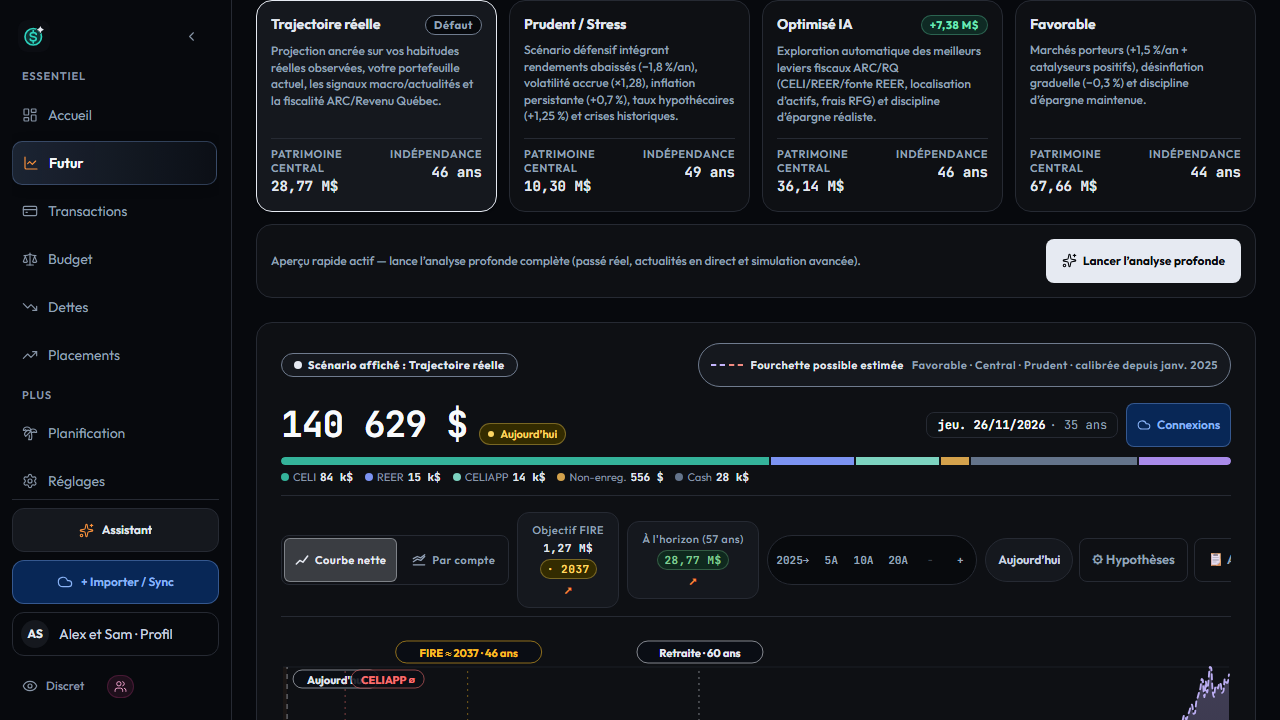 ESSENTIEL
Accueil
Futur
Transactions
Budget
Dettes
Placements
PLUS
Planification
Réglages
Assistant
+ Importer / Sync
AS Alex et Sam · Profil
Discret
Trajectoire réelle Défaut
Projection ancrée sur vos habitudes
réelles observées, votre portefeuille
actuel, les signaux macro/actualités et
la fiscalité ARC/Revenu Québec.
PATRIMOINE CENTRAL INDÉPENDANCE
28,77 M$ 46 ans
Prudent / Stress
Scénario défensif intégrant
rendements abaissés (−1,8 %/an),
volatilité accrue (×1,28), inflation
persistante (+0,7 %), taux hypothécaires
(+1,25 %) et crises historiques.
PATRIMOINE CENTRAL INDÉPENDANCE
10,30 M$ 49 ans
Optimisé IA +7,38 M$
Exploration automatique des meilleurs
leviers fiscaux ARC/RQ
(CELI/REER/fonte REER, localisation
d'actifs, frais RFG) et discipline
d'épargne réaliste.
PATRIMOINE CENTRAL INDÉPENDANCE
36,14 M$ 46 ans
Favorable
Marchés porteurs (+1,5 %/an +
catalyseurs positifs), désinflation
graduelle (−0,3 %) et discipline
d'épargne maintenue.
PATRIMOINE CENTRAL INDÉPENDANCE
67,66 M$ 44 ans
Aperçu rapide actif — lance l'analyse profonde complète (passé réel, actualités en direct et simulation avancée).
Lancer l'analyse profonde
Scénario affiché : Trajectoire réelle
Fourchette possible estimée Favorable · Central · Prudent · calibrée depuis janv. 2025
140 629 $ Aujourd'hui
jeu. 26/11/2026 · 35 ans
Connexions
CELI 84 k$ REER 15 k$ CELIAPP 14 k$ Non-enreg. 556 $ Cash 28 k$
Courbe nette Par compte
Objectif FIRE
1,27 M$
· 2037
↗
À l'horizon (57 ans)
28,77 M$
↗
2025→ 5A 10A 20A − +
Aujourd'hui
⚙ Hypothèses
FIRE ≈ 2037 · 46 ans
Retraite · 60 ans
CELIAPP